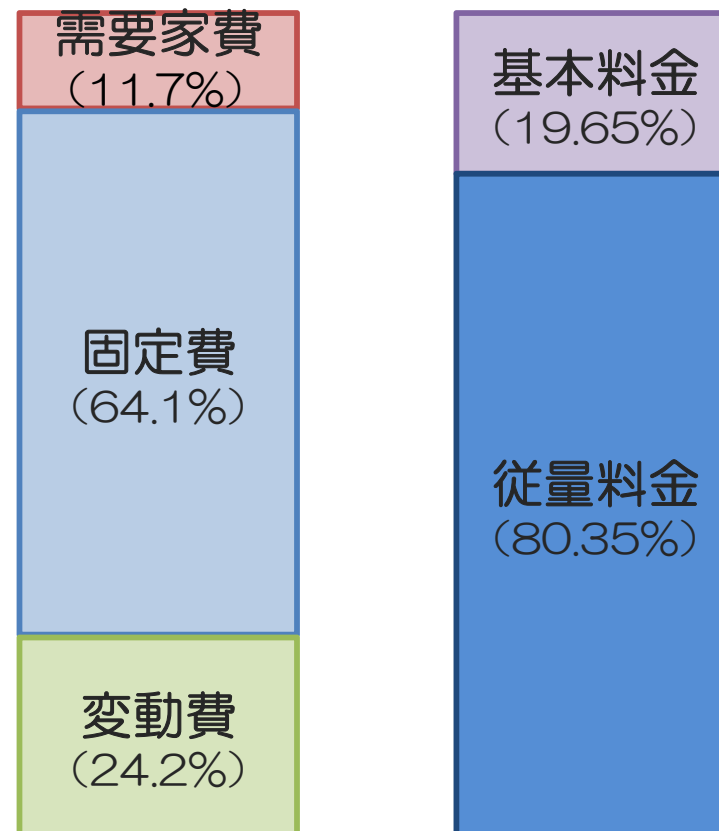 需要家費
（11.7%）
固定費
（64.1%）
変動費
（24.2%）
基本料金
（19.65%）
従量料金
（80.35%）